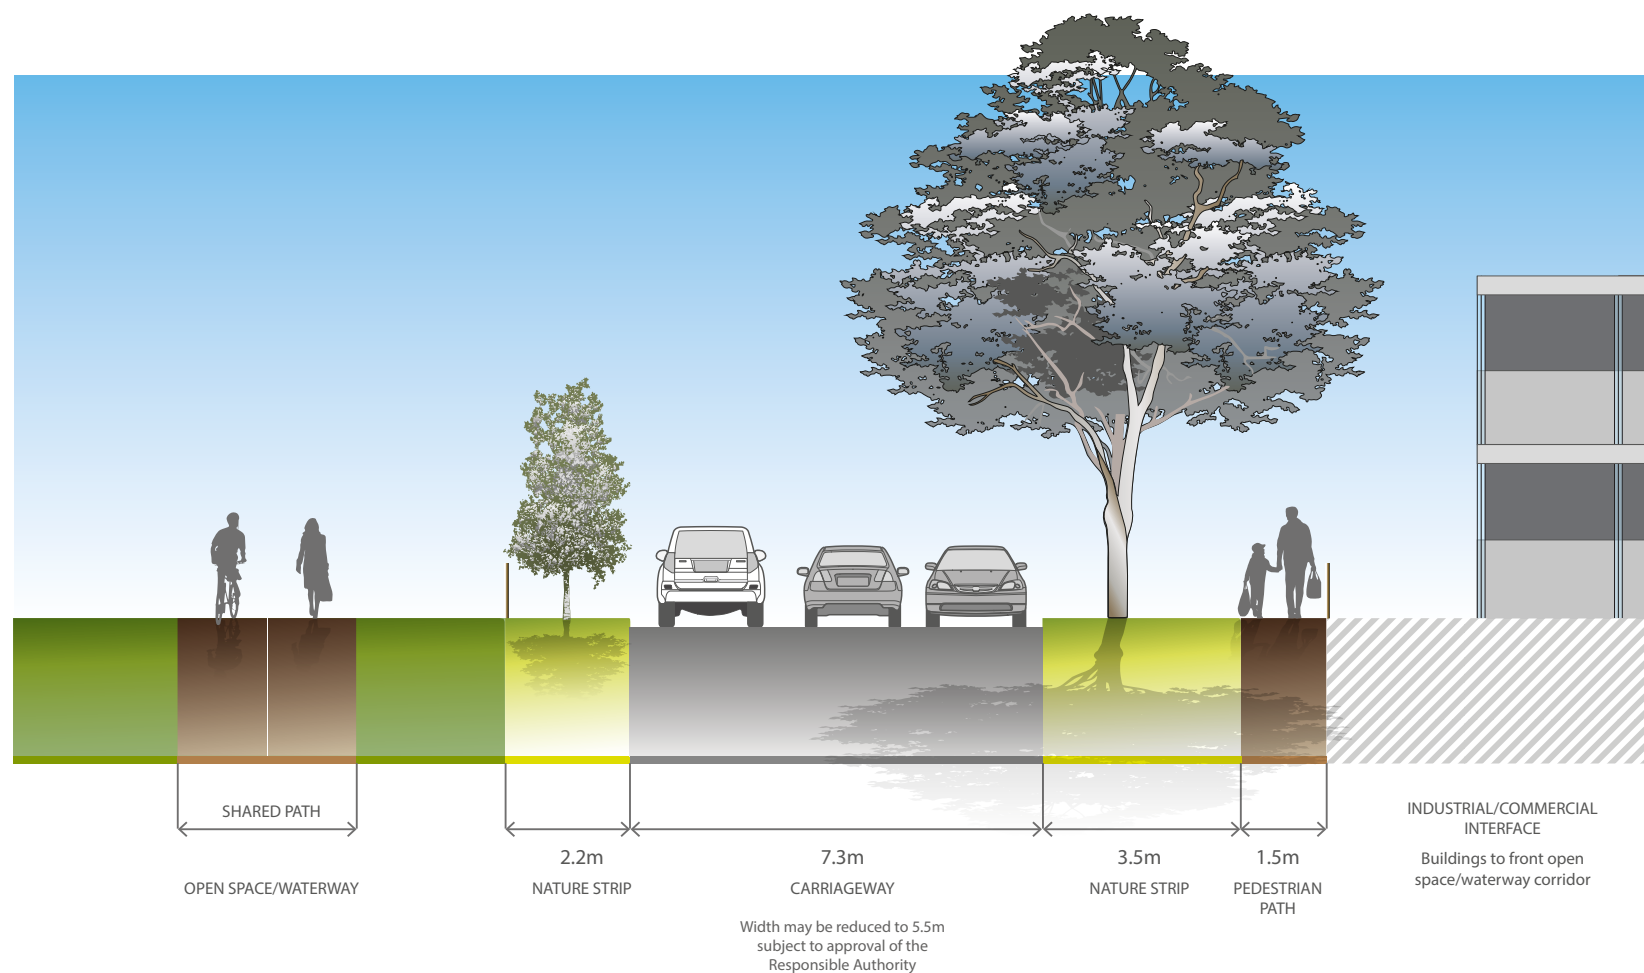 SHARED PATH
OPEN SPACE/WATERWAY
2.2m
NATURE STRIP
7.3m
CARRIAGEWAY
Width may be reduced to 5.5m
subject to approval of the
Responsible Authority
3.5m
NATURE STRIP
1.5m
PEDESTRIAN
PATH
INDUSTRIAL/COMMERCIAL
INTERFACE
Buildings to front open
space/waterway corridor